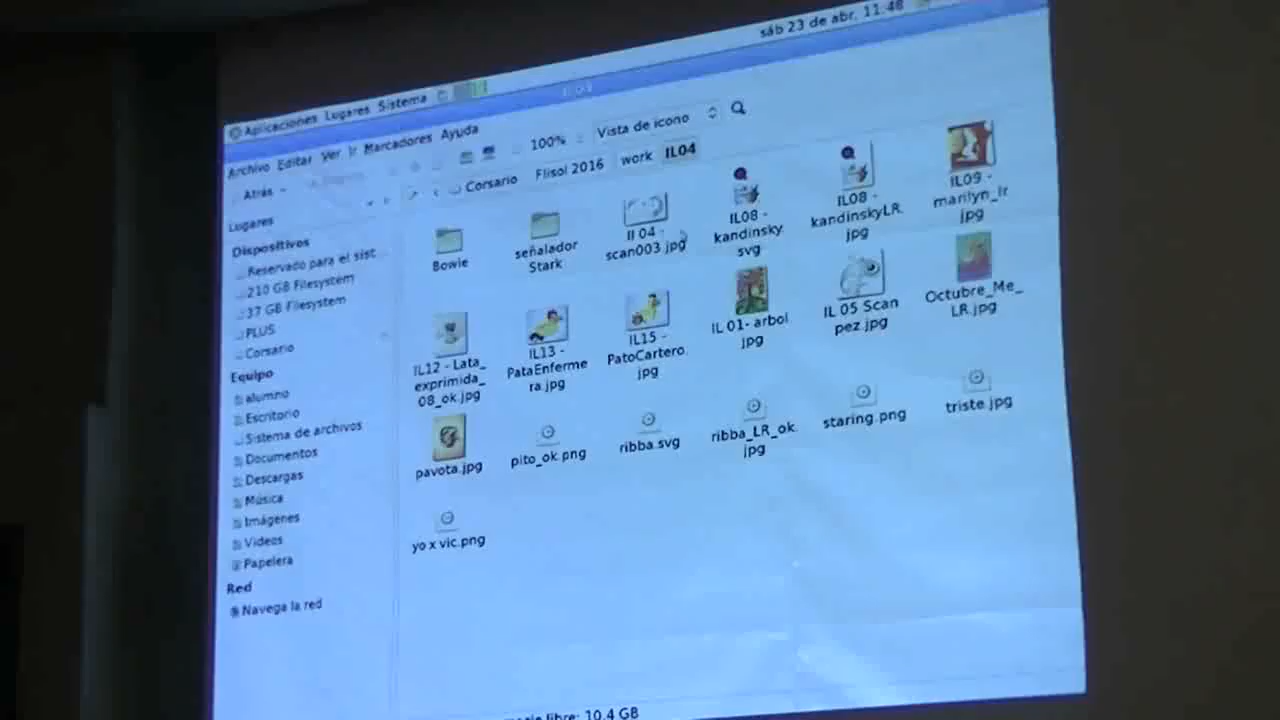 sáb 23 de abr, 11:48
Aplicaciones Lugares Sistema
Archivo Editar Ver Ir Marcadores Ayuda
Atrás
100%
Vista de icono
Corsario
Flisol 2016
work
IL04
Lugares
Dispositivos
Reservado para el sist
210 GB Filesystem
37 GB Filesystem
PLUS
Corsario
Equipo
alumno
Escritorio
Sistema de archivos
Documentos
Descargas
Música
Imágenes
Videos
Papelera
Red
Navega la red
Bowie
señalador
Stark
scan003.jpg
IL08 -
kandinsky.
svg
IL08 -
kandinskyLR.
jpg
IL09 -
marilyn_lr
jpg
IL12 - Lata_
exprimida_
08_ok.jpg
IL13 -
PataEnferme
ra.jpg
IL15 -
PatoCartero.
jpg
IL 01- arbol
jpg
IL 05 Scan
pez.jpg
Octubre_Me_
LR.jpg
pavota.jpg
pito_ok.png
ribba.svg
ribba_LR_ok.
jpg
staring.png
triste.jpg
yo x vic.png
libre: 10,4 GB